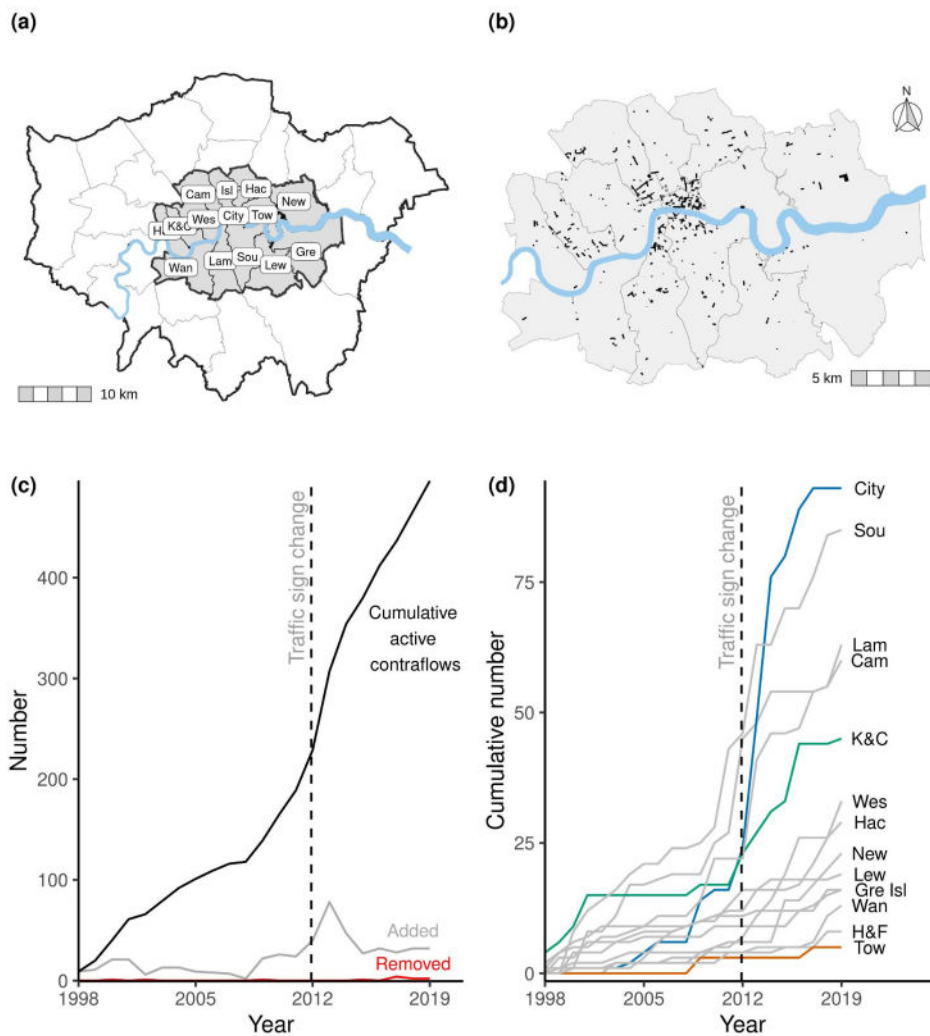 (a)
Cam
Isl
Hac
New
H
K&C
Wes
City
Tow
Wan
Lam
Sou
Lew
Gre
10 km
(b)
N
5 km
(c)
Number
400
300
200
100
0
Traffic sign change
Cumulative
active
contraflows
Added
Removed
1998
2005
2012
2019
Year
(d)
Cumulative number
75
50
25
0
Traffic sign change
City
Sou
Lam
Cam
K&C
Wes
Hac
New
Lew
Gre Isl
Wan
H&F
Tow
1998
2005
2012
2019
Year